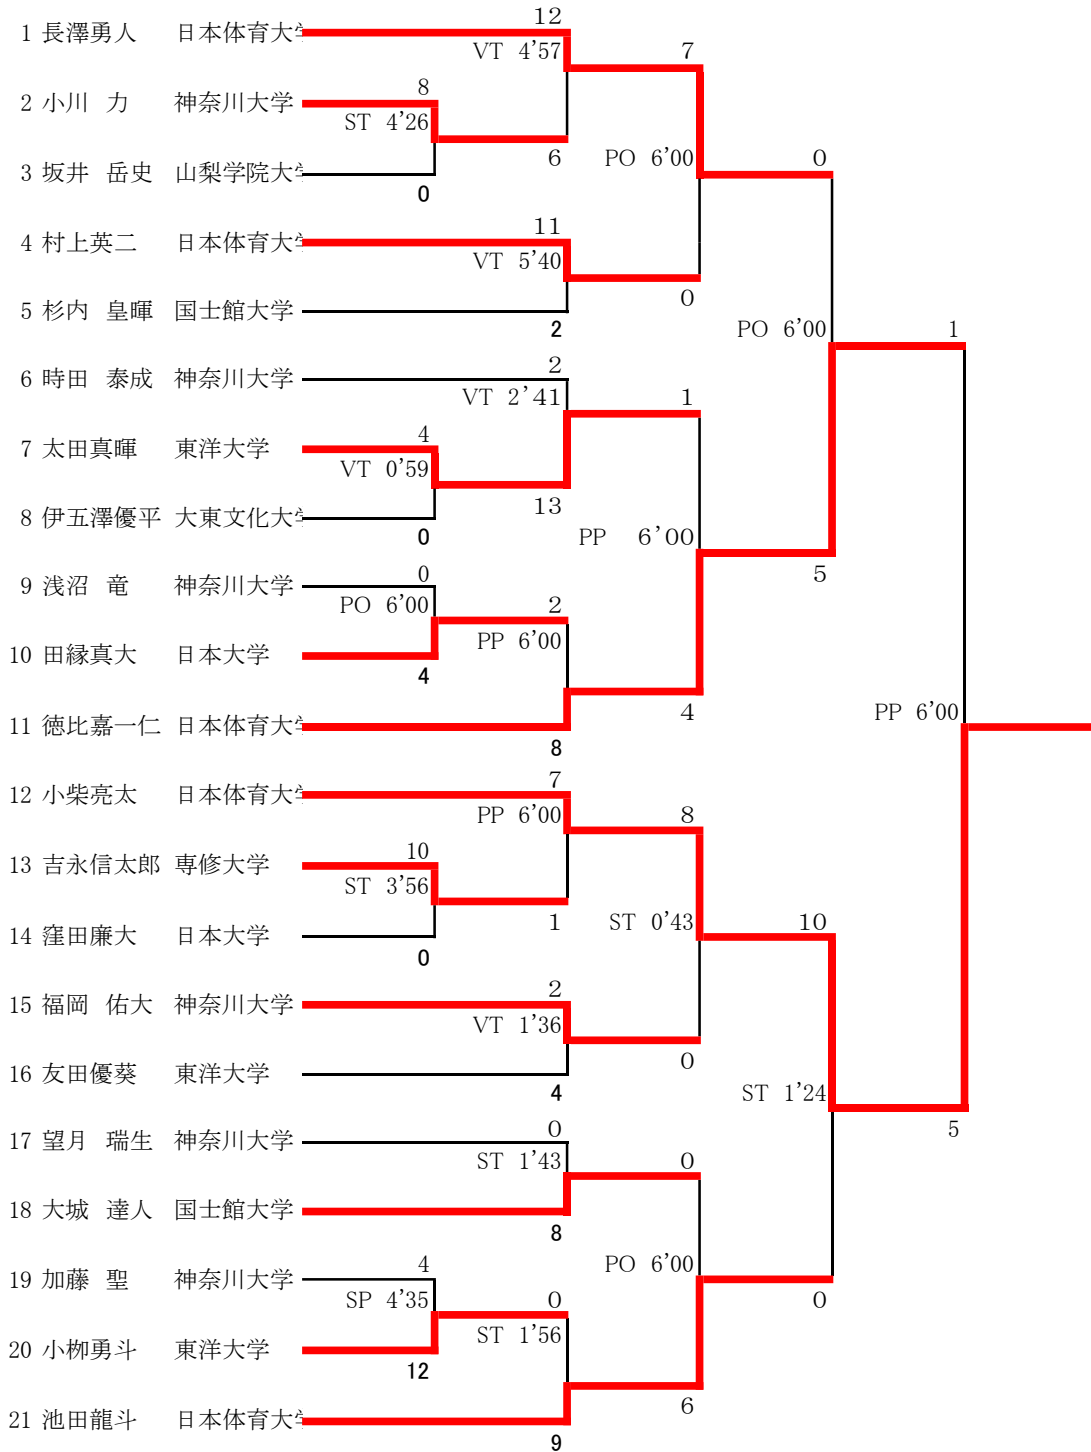 12
1 長澤勇人 日本体育大学
VT 4’57
7
8
2 小川 力 神奈川大学
ST 4’26
6
PO 6’00
0
3 坂井 岳史 山梨学院大学
0
11
4 村上英二 日本体育大学
VT 5’40
0
5 杉内 皇暉 国士館大学
2
PO 6’00
1
2
6 時田 泰成 神奈川大学
VT 2’41
1
4
7 太田真暉 東洋大学
VT 0’59
13
8 伊五澤優平 大東文化大学
0
PP 6’00
5
0
9 浅沼 竜 神奈川大学
PO 6’00
2
PP 6’00
10 田縁真大 日本大学
4
4
PP 6’00
11 徳比嘉一仁 日本体育大学
8
7
12 小柴亮太 日本体育大学
PP 6’00
8
10
13 吉永信太郎 専修大学
ST 3’56
1
ST 0’43
10
14 窪田廉大 日本大学
0
2
15 福岡 佑大 神奈川大学
VT 1’36
0
16 友田優葵 東洋大学
4
ST 1’24
5
0
17 望月 瑞生 神奈川大学
ST 1’43
0
18 大城 達人 国士館大学
8
PO 6’00
0
4
19 加藤 聖 神奈川大学
SP 4’35
0
ST 1’56
20 小栁勇斗 東洋大学
12
6
21 池田龍斗 日本体育大学
9